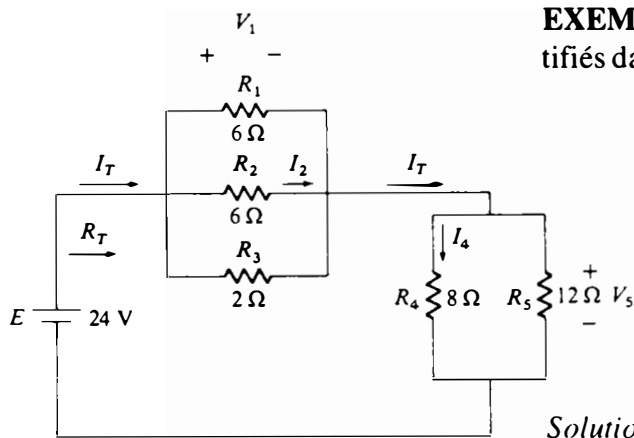 EXEM
tifiés da
V1
+ −
R1
6 Ω
IT
R2
I2
IT
6 Ω
RT
R3
2 Ω
I4
R4
8 Ω
R5
12 Ω
+
V5
−
E
24 V
Solutio